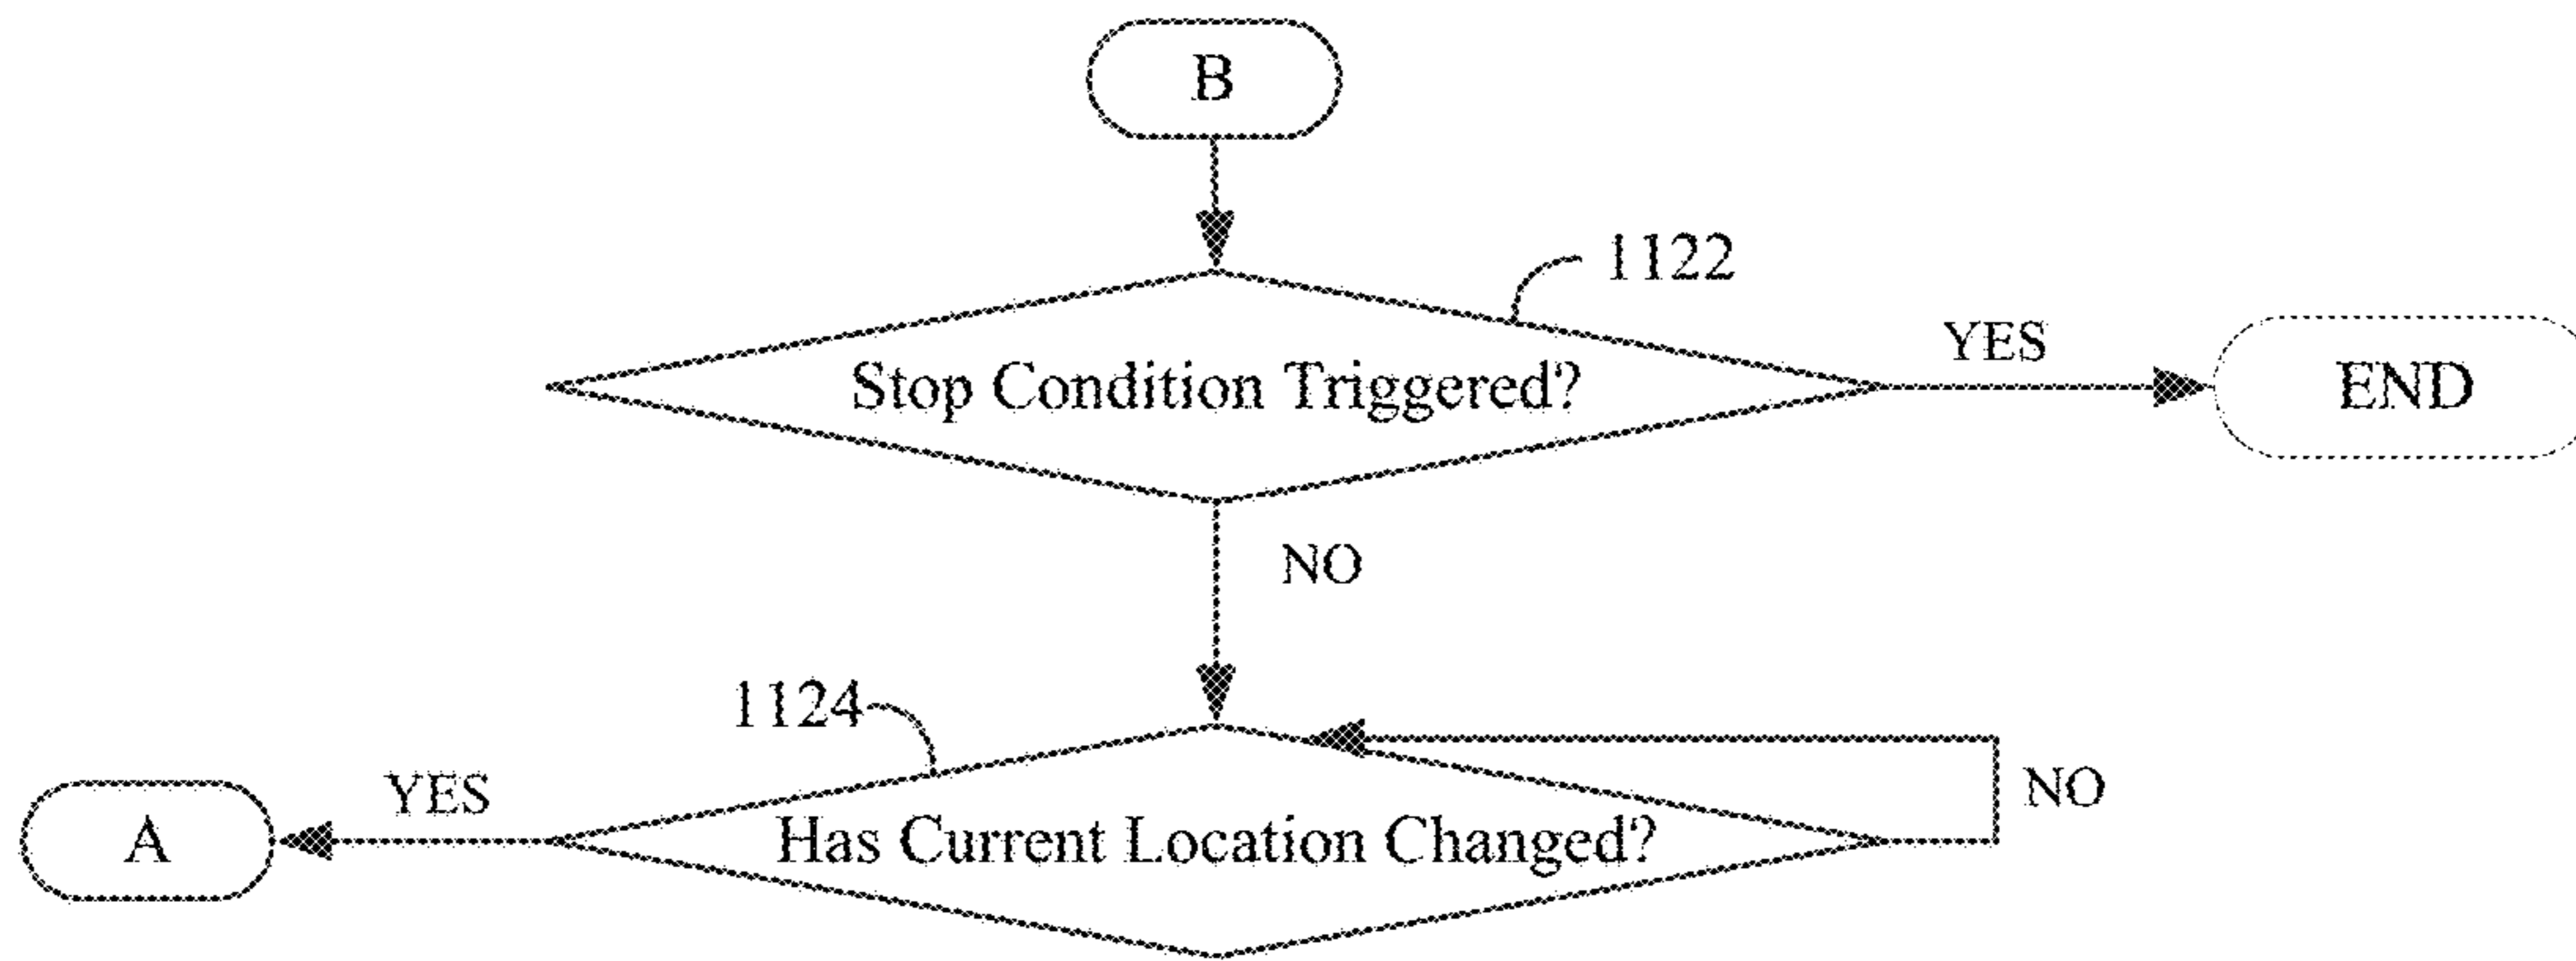 B
1122
YES
Stop Condition Triggered?
END
NO
1124
YES
NO
A
Has Current Location Changed?